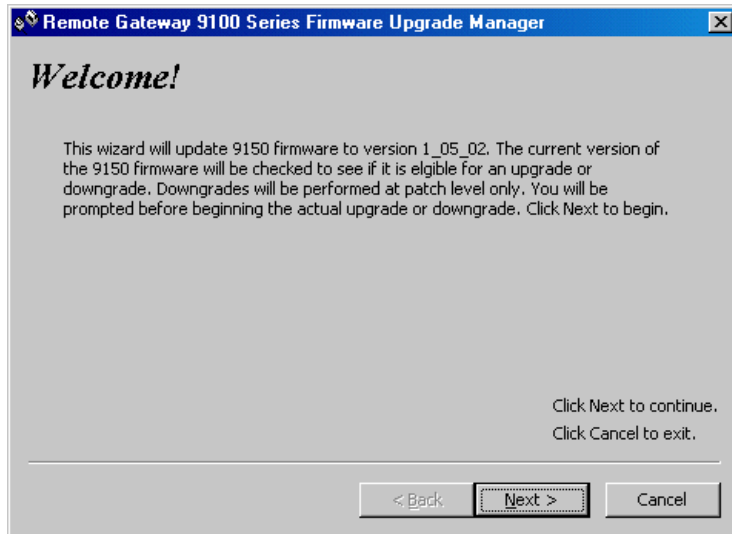 Remote Gateway 9100 Series Firmware Upgrade Manager
Welcome!
This wizard will update 9150 firmware to version 1_05_02. The current version of
the 9150 firmware will be checked to see if it is elgible for an upgrade or
downgrade. Downgrades will be performed at patch level only. You will be
prompted before beginning the actual upgrade or downgrade. Click Next to begin.
Click Next to continue.
Click Cancel to exit.
< Back Next > Cancel